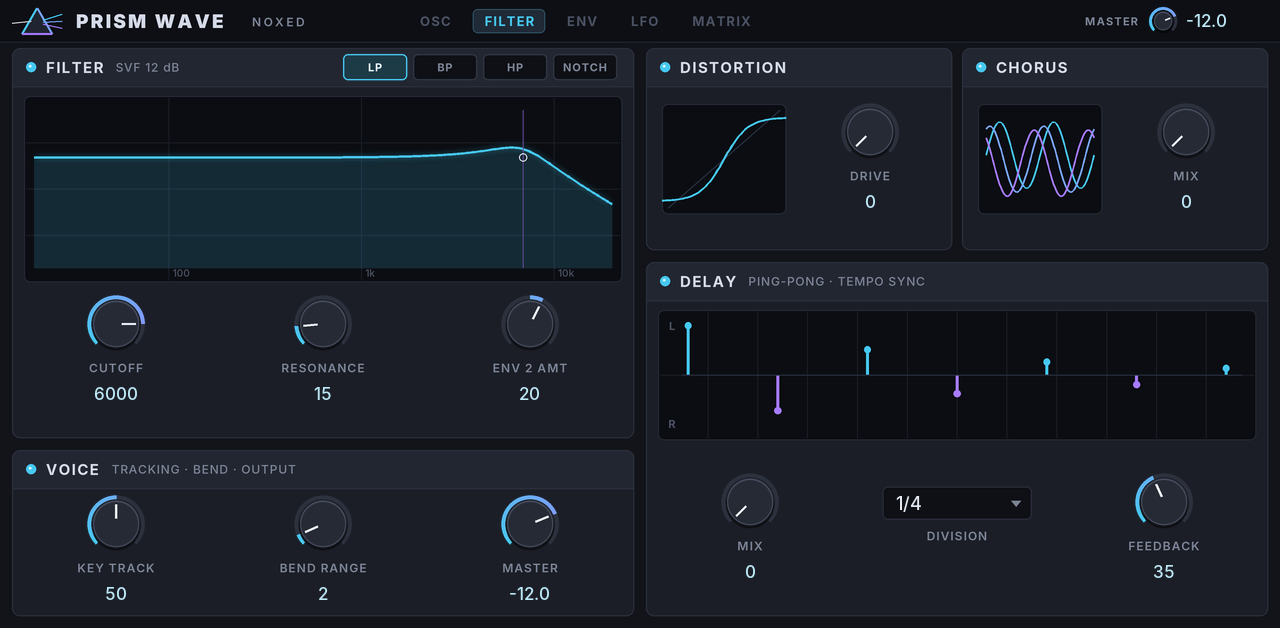 PRISM WAVE NOXED OSC FILTER ENV LFO MATRIX MASTER -12.0
FILTER SVF 12 dB LP BP HP NOTCH
100 1k 10k
CUTOFF RESONANCE ENV 2 AMT
6000 15 20
VOICE TRACKING · BEND · OUTPUT
KEY TRACK BEND RANGE MASTER
50 2 -12.0
DISTORTION
DRIVE
0
CHORUS
MIX
0
DELAY PING-PONG · TEMPO SYNC
L
R
1/4
MIX DIVISION FEEDBACK
0 35